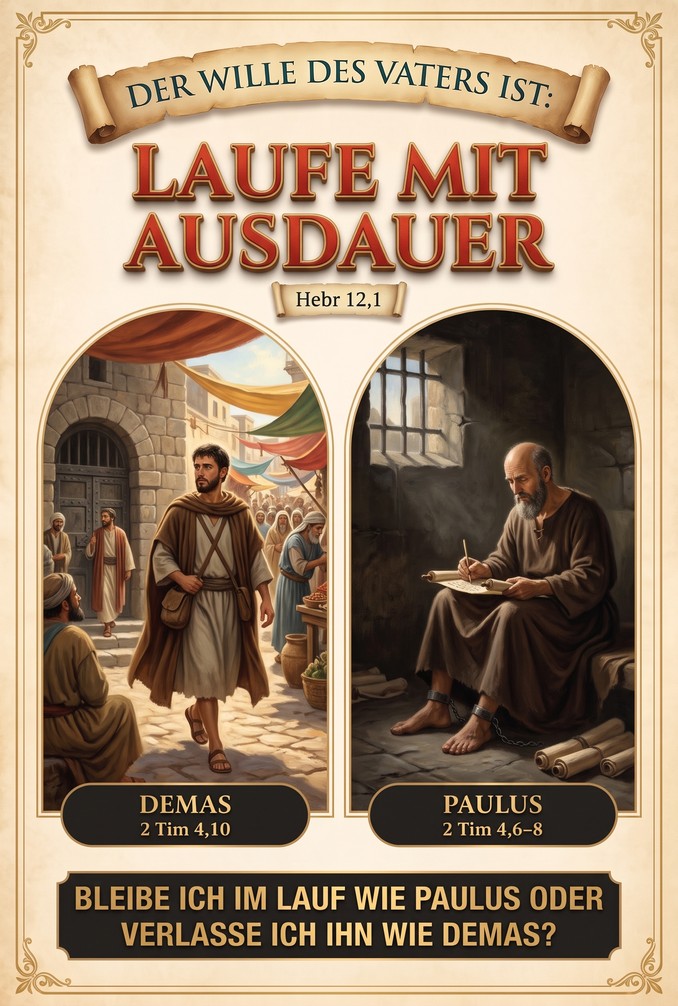 DER WILLE DES VATERS IST:
LAUFE MIT
AUSDAUER
Hebr 12,1
DEMAS
2 Tim 4,10
PAULUS
2 Tim 4,6–8
BLEIBE ICH IM LAUF WIE PAULUS ODER
VERLASSE ICH IHN WIE DEMAS?